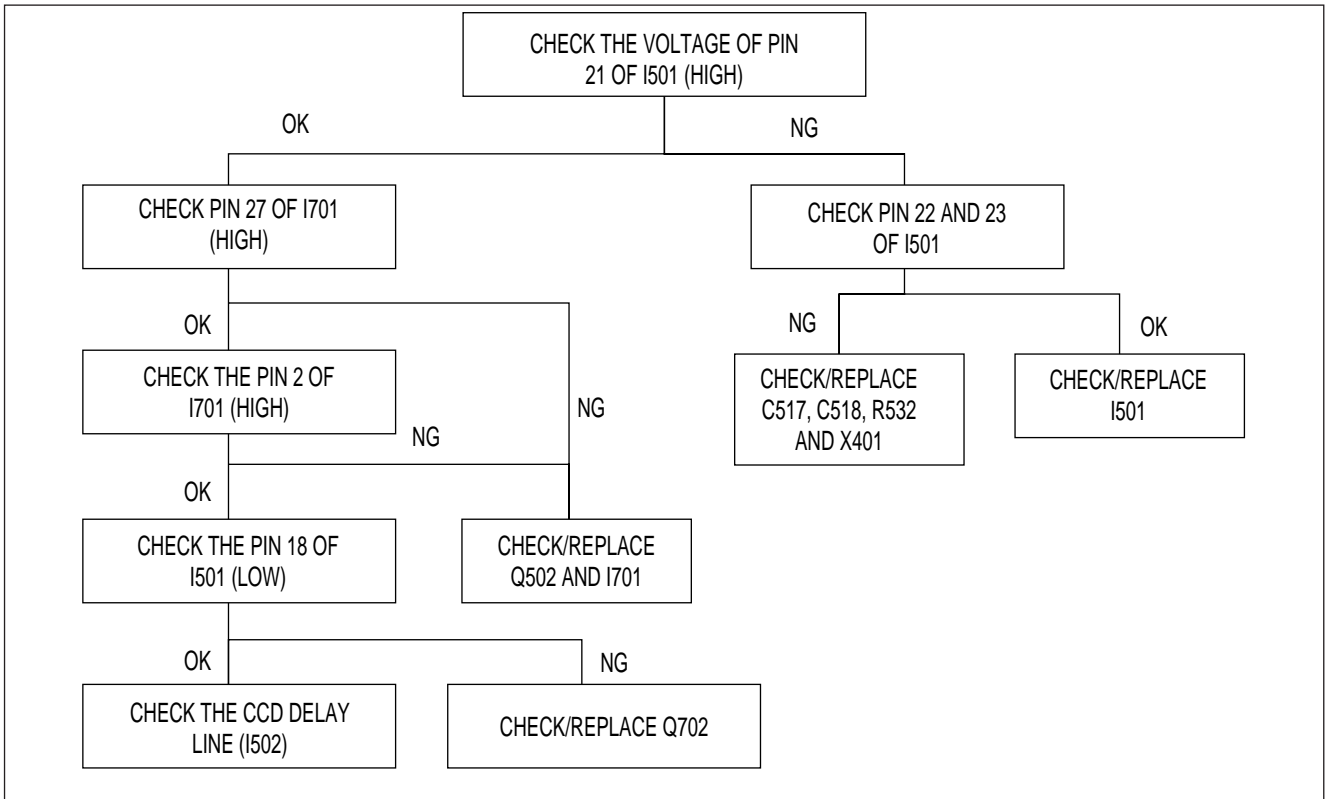 CHECK THE VOLTAGE OF PIN
21 OF I501 (HIGH)
OK
NG
CHECK PIN 27 OF I701
(HIGH)
CHECK PIN 22 AND 23
OF I501
OK
NG
NG
OK
CHECK THE PIN 2 OF
I701 (HIGH)
CHECK/REPLACE
C517, C518, R532
AND X401
CHECK/REPLACE
I501
NG
OK
CHECK THE PIN 18 OF
I501 (LOW)
CHECK/REPLACE
Q502 AND I701
OK
NG
CHECK THE CCD DELAY
LINE (I502)
CHECK/REPLACE Q702